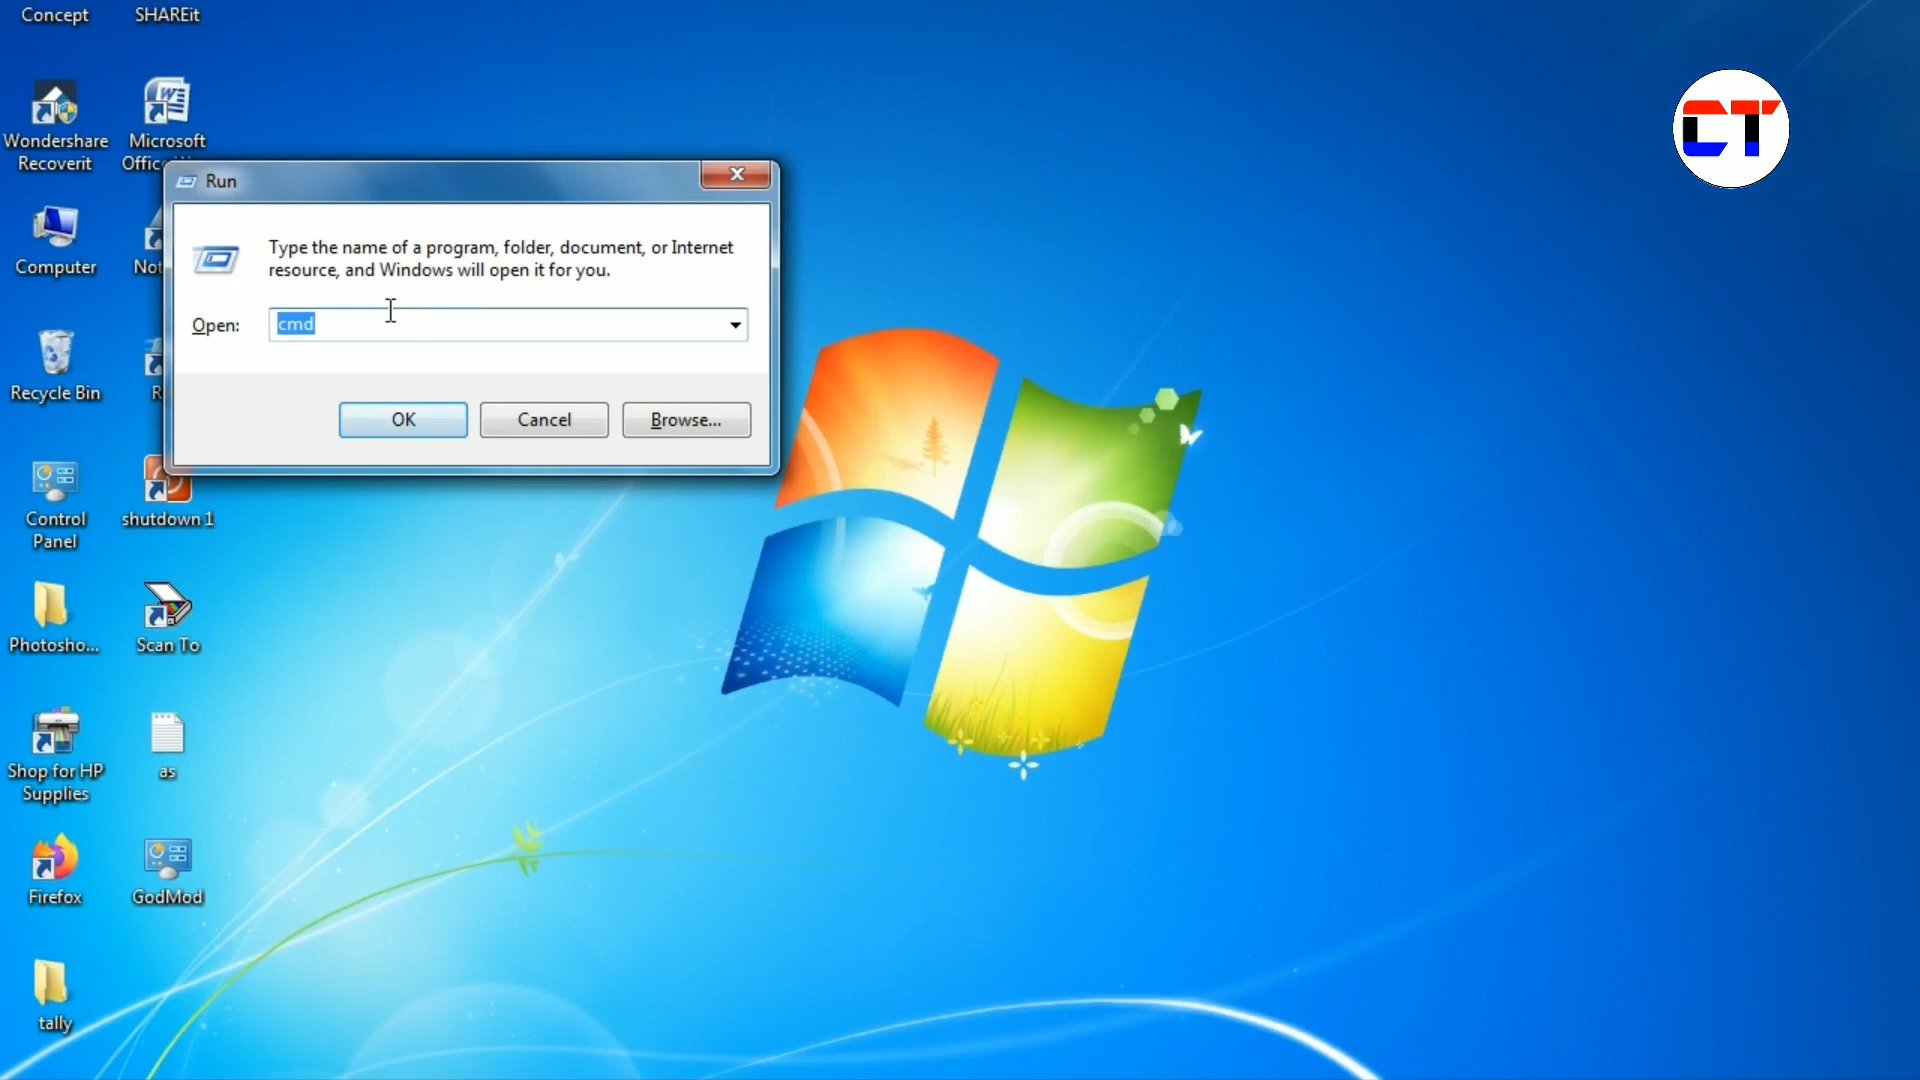 Concept
SHAREit
Wondershare
Recoverit
Microsoft
Office
Computer
Not
Recycle Bin
R
Control
Panel
shutdown 1
Photosho...
Scan To
Shop for HP
Supplies
as
Firefox
GodMod
tally
Run
Type the name of a program, folder, document, or Internet
resource, and Windows will open it for you.
Open:
cmd
OK
Cancel
Browse...
CT